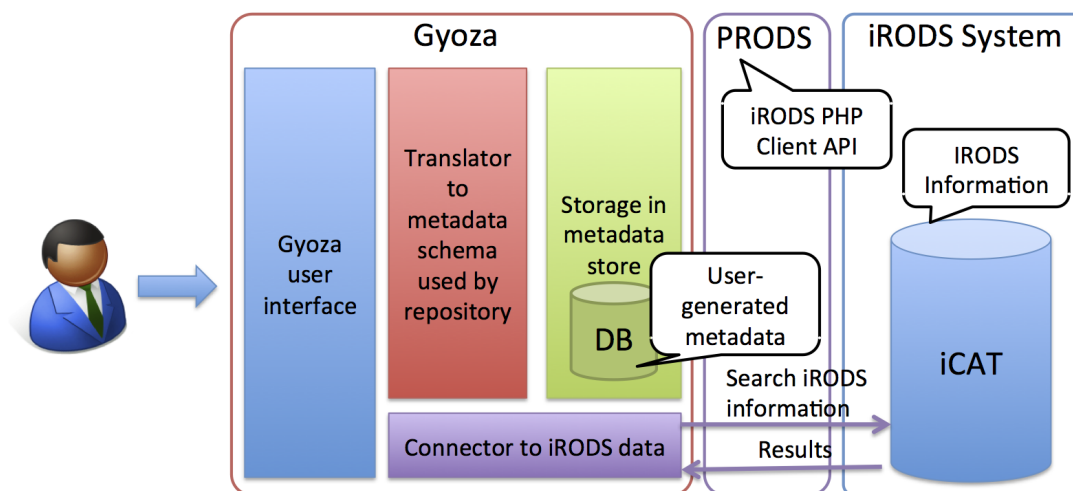 Gyoza
PRODS
iRODS System
iRODS PHP
Client API
IRODS
Information
Gyoza
user
interface
Translator
to
metadata
schema
used by
repository
Storage in
metadata
store
DB
User-
generated
metadata
iCAT
Search iRODS
information
Connector to iRODS data
Results